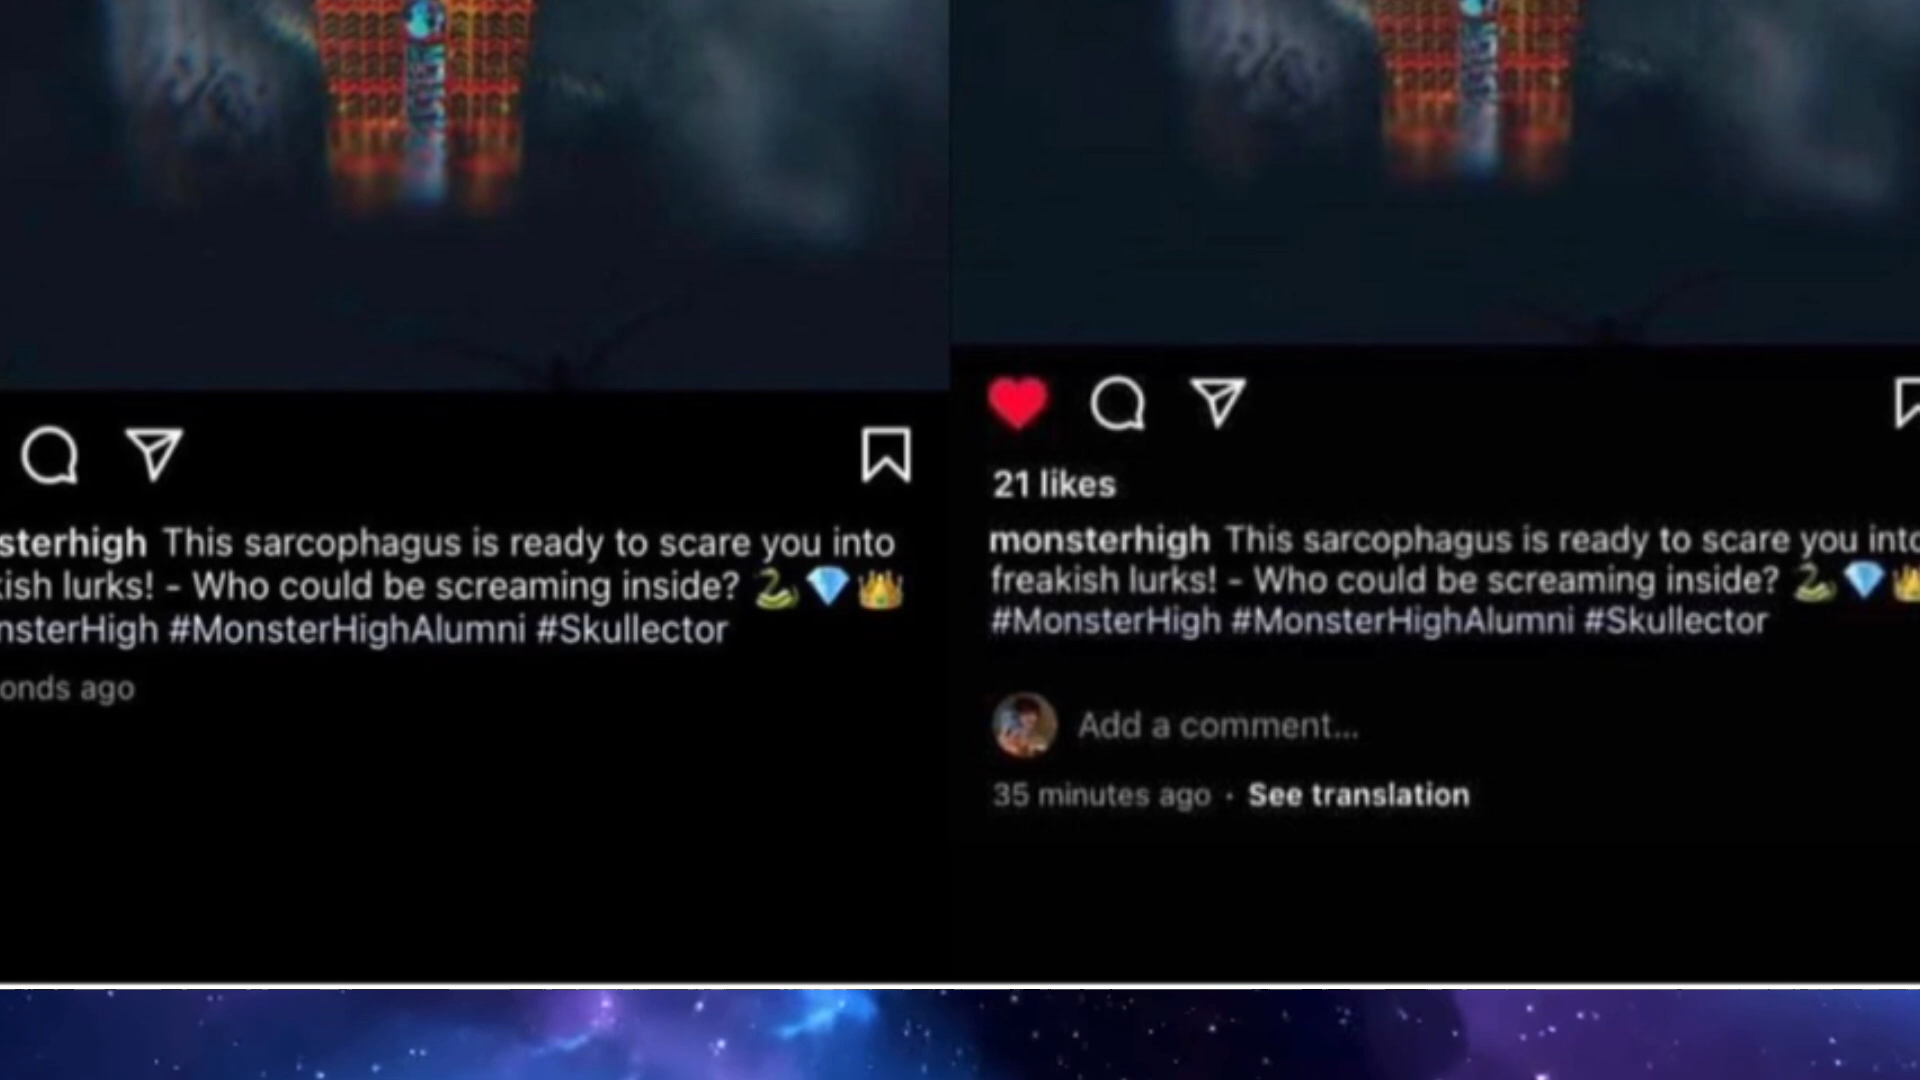 sterhigh This sarcophagus is ready to scare you into
kish lurks! - Who could be screaming inside? 🐍💎👑
nsterHigh #MonsterHighAlumni #Skullector
onds ago
21 likes
monsterhigh This sarcophagus is ready to scare you into
freakish lurks! - Who could be screaming inside? 🐍💎👑
#MonsterHigh #MonsterHighAlumni #Skullector
Add a comment...
35 minutes ago · See translation